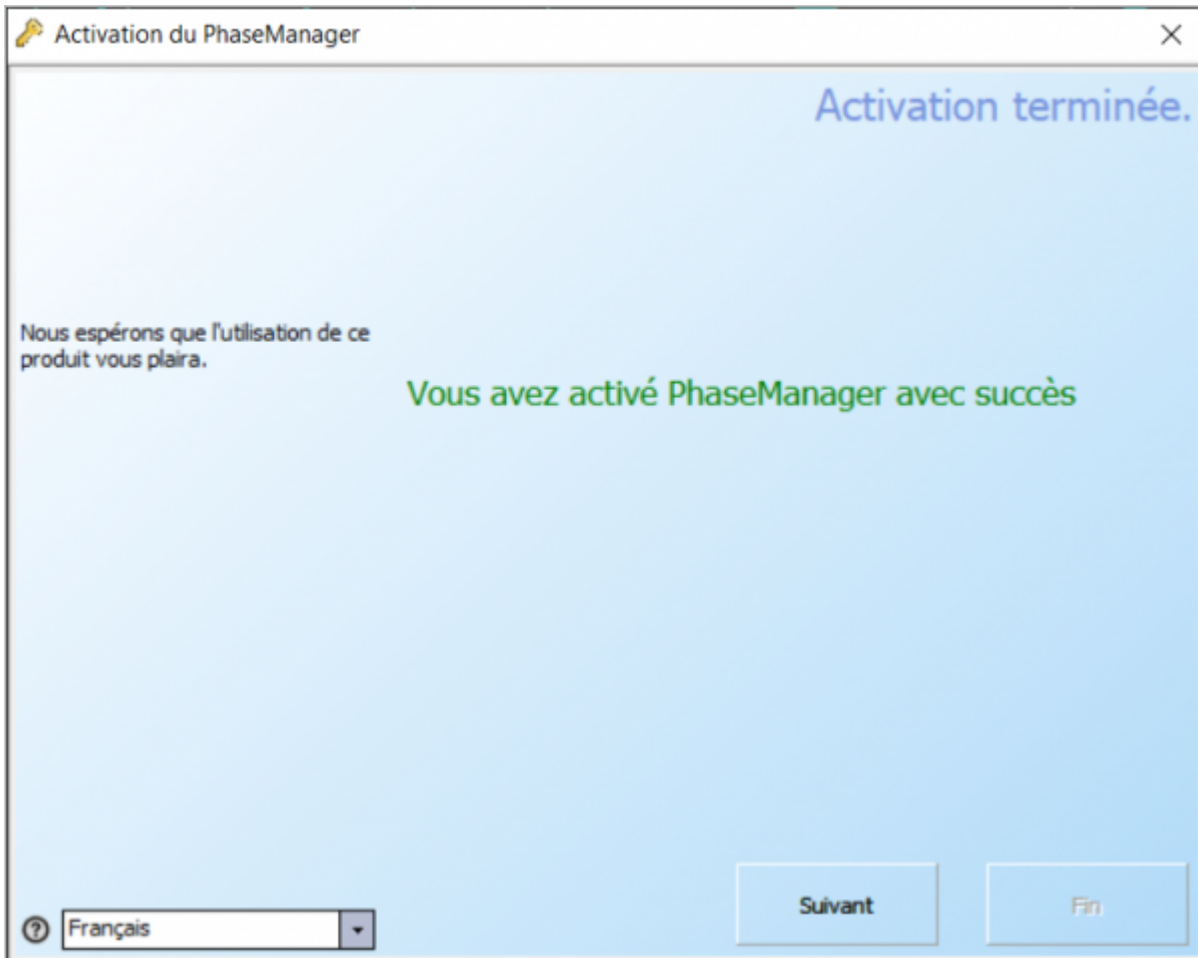 Activation du PhaseManager
Activation terminée.
Nous espérons que l'utilisation de ce
produit vous plaira.
Vous avez activé PhaseManager avec succès
Suivant
Fin
Français